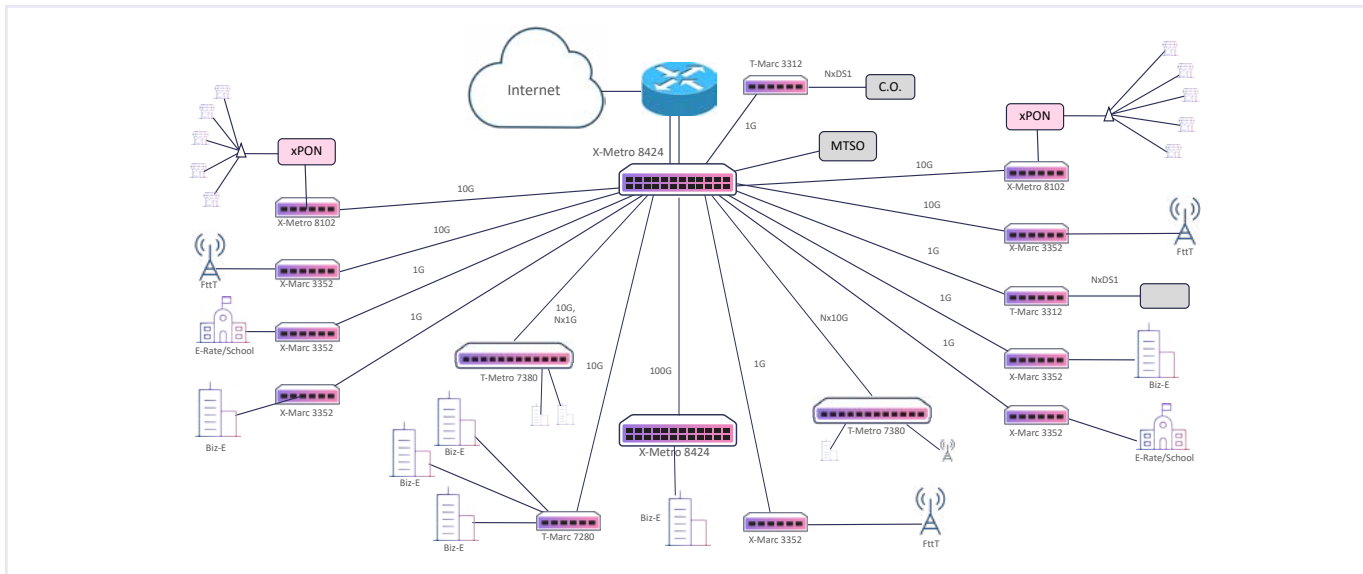 T-Marc 3312
NxDS1
C.O.
Internet
1G
X-Metro 8424
MTSO
xPON
X-Metro 8102
10G
FttT
X-Marc 3352
10G
E-Rate/School
X-Marc 3352
1G
Biz-E
X-Marc 3352
1G
xPON
X-Metro 8102
10G
10G
X-Marc 3352
FttT
1G
T-Marc 3312
NxDS1
1G
X-Marc 3352
Biz-E
1G
X-Marc 3352
E-Rate/School
10G,
Nx1G
T-Metro 7380
10G
Biz-E
Biz-E
Biz-E
T-Marc 7280
100G
X-Metro 8424
Biz-E
1G
X-Marc 3352
FttT
Nx10G
T-Metro 7380